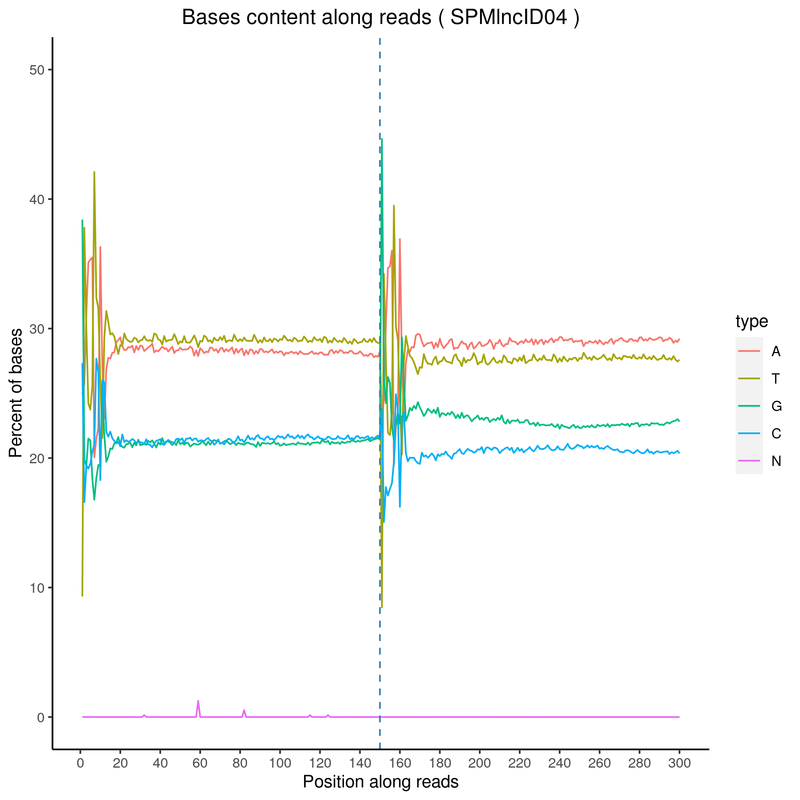 Bases content along reads ( SPMlncID04 )
Percent of bases
50
40
30
20
10
0
0 20 40 60 80 100 120 140 160 180 200 220 240 260 280 300
Position along reads
type
A
T
G
C
N